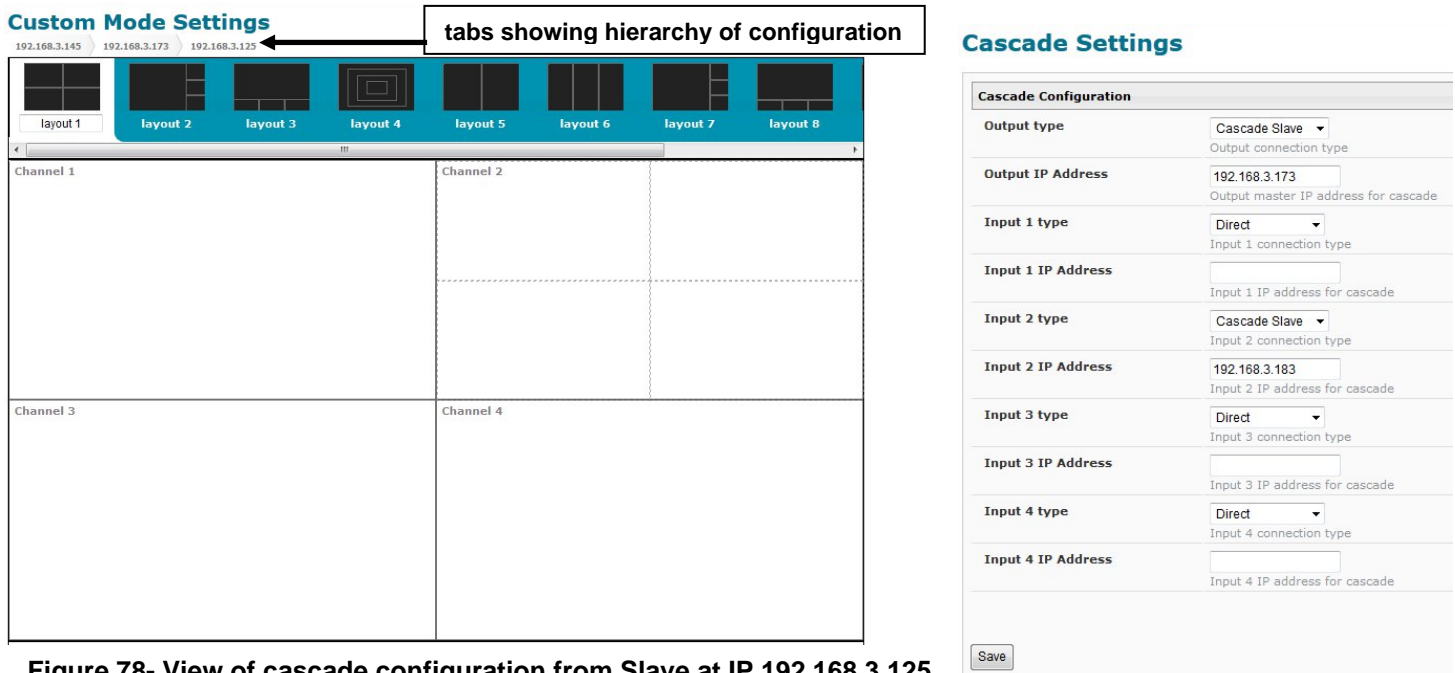 Custom Mode Settings
tabs showing hierarchy of configuration
192.168.3.145 192.168.3.173 192.168.3.125
layout 1 layout 2 layout 3 layout 4 layout 5 layout 6 layout 7 layout 8
Channel 1 Channel 2
Channel 3 Channel 4
Figure 78- View of cascade configuration from Slave at IP 192.168.3.125
Cascade Settings
Cascade Configuration
Output type Cascade Slave
Output connection type
Output IP Address 192.168.3.173
Output master IP address for cascade
Input 1 type Direct
Input 1 connection type
Input 1 IP Address
Input 1 IP address for cascade
Input 2 type Cascade Slave
Input 2 connection type
Input 2 IP Address 192.168.3.183
Input 2 IP address for cascade
Input 3 type Direct
Input 3 connection type
Input 3 IP Address
Input 3 IP address for cascade
Input 4 type Direct
Input 4 connection type
Input 4 IP Address
Input 4 IP address for cascade
Save